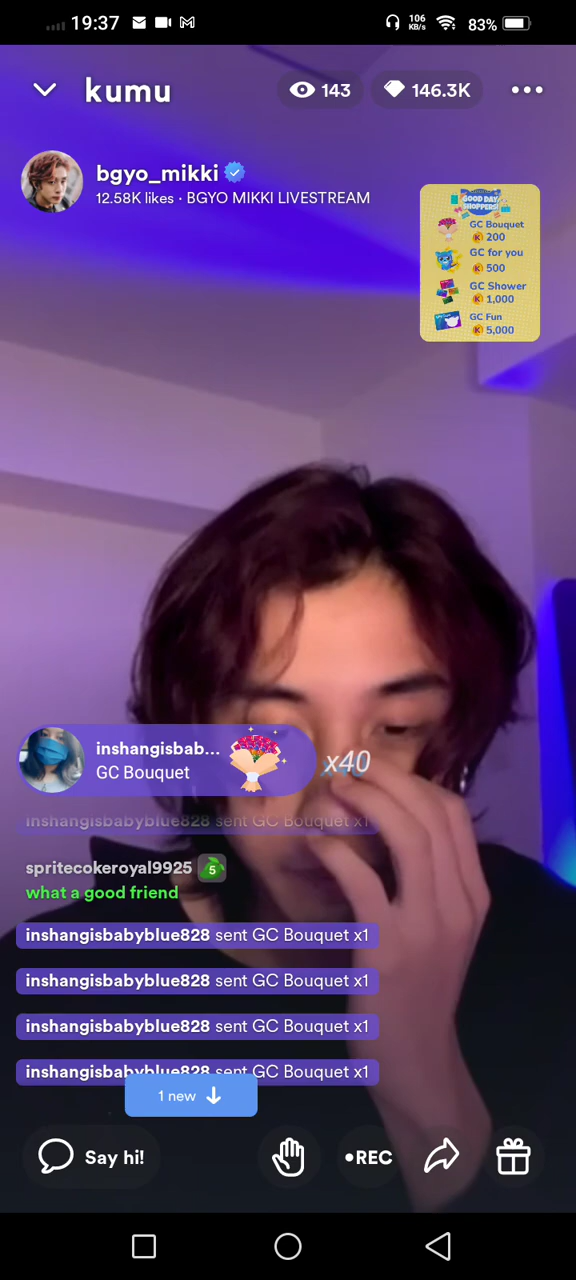 19:37
106
KB/s
83%
kumu
143
146.3K
bgyo_mikki
12.58K likes · BGYO MIKKI LIVESTREAM
GOOD DAY
SHOPPERS
GC Bouquet
K 200
GC for you
K 500
GC Shower
K 1,000
GC Fun
K 5,000
inshangisbab...
GC Bouquet
x40
inshangisbabyblue828 sent GC Bouquet x1
spritecokeroyal9925 5
what a good friend
inshangisbabyblue828 sent GC Bouquet x1
inshangisbabyblue828 sent GC Bouquet x1
inshangisbabyblue828 sent GC Bouquet x1
inshangisbabyblue828 sent GC Bouquet x1
1 new
Say hi!
•REC